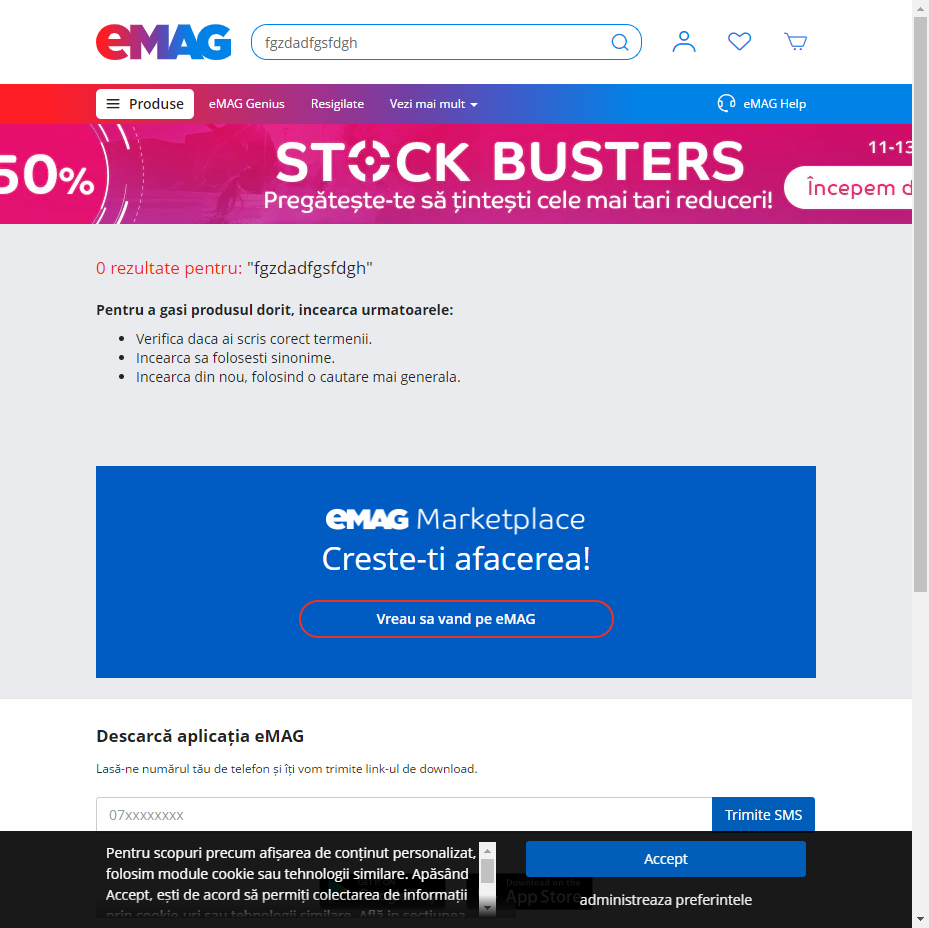 eMAG
fgzdadfgsfdgh
Produse
eMAG Genius
Resigilate
Vezi mai mult
eMAG Help
50%
STOCK BUSTERS
Pregătește-te să țintești cele mai tari reduceri!
11-13
Începem d
0 rezultate pentru: "fgzdadfgsfdgh"
Pentru a gasi produsul dorit, incearca urmatoarele:
Verifica daca ai scris corect termenii.
Incearca sa folosesti sinonime.
Incearca din nou, folosind o cautare mai generala.
eMAG Marketplace
Creste-ti afacerea!
Vreau sa vand pe eMAG
Descarcă aplicația eMAG
Lasă-ne numărul tău de telefon și îți vom trimite link-ul de download.
07xxxxxxxx
Trimite SMS
Pentru scopuri precum afișarea de conținut personalizat,
folosim module cookie sau tehnologii similare. Apăsând
Accept, ești de acord să permiți colectarea de informații
prin cookie-uri sau tehnologii similare. Află in sectiunea
Accept
Download on the
App Store
administreaza preferintele